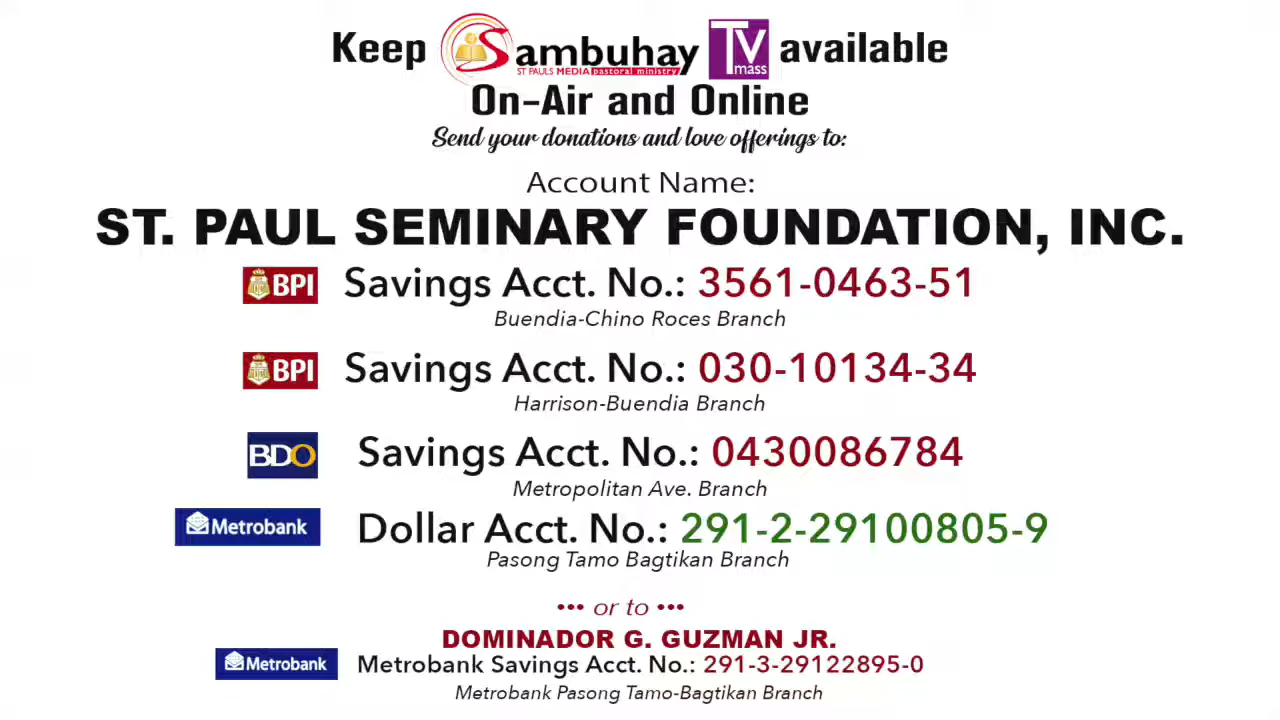 Keep Sambuhay TV mass available
ST PAULS MEDIA pastoral ministry
On-Air and Online
Send your donations and love offerings to:
Account Name:
ST. PAUL SEMINARY FOUNDATION, INC.
BPI Savings Acct. No.: 3561-0463-51
Buendia-Chino Roces Branch
BPI Savings Acct. No.: 030-10134-34
Harrison-Buendia Branch
BDO Savings Acct. No.: 0430086784
Metropolitan Ave. Branch
Metrobank Dollar Acct. No.: 291-2-29100805-9
Pasong Tamo Bagtikan Branch
••• or to •••
DOMINADOR G. GUZMAN JR.
Metrobank Metrobank Savings Acct. No.: 291-3-29122895-0
Metrobank Pasong Tamo-Bagtikan Branch